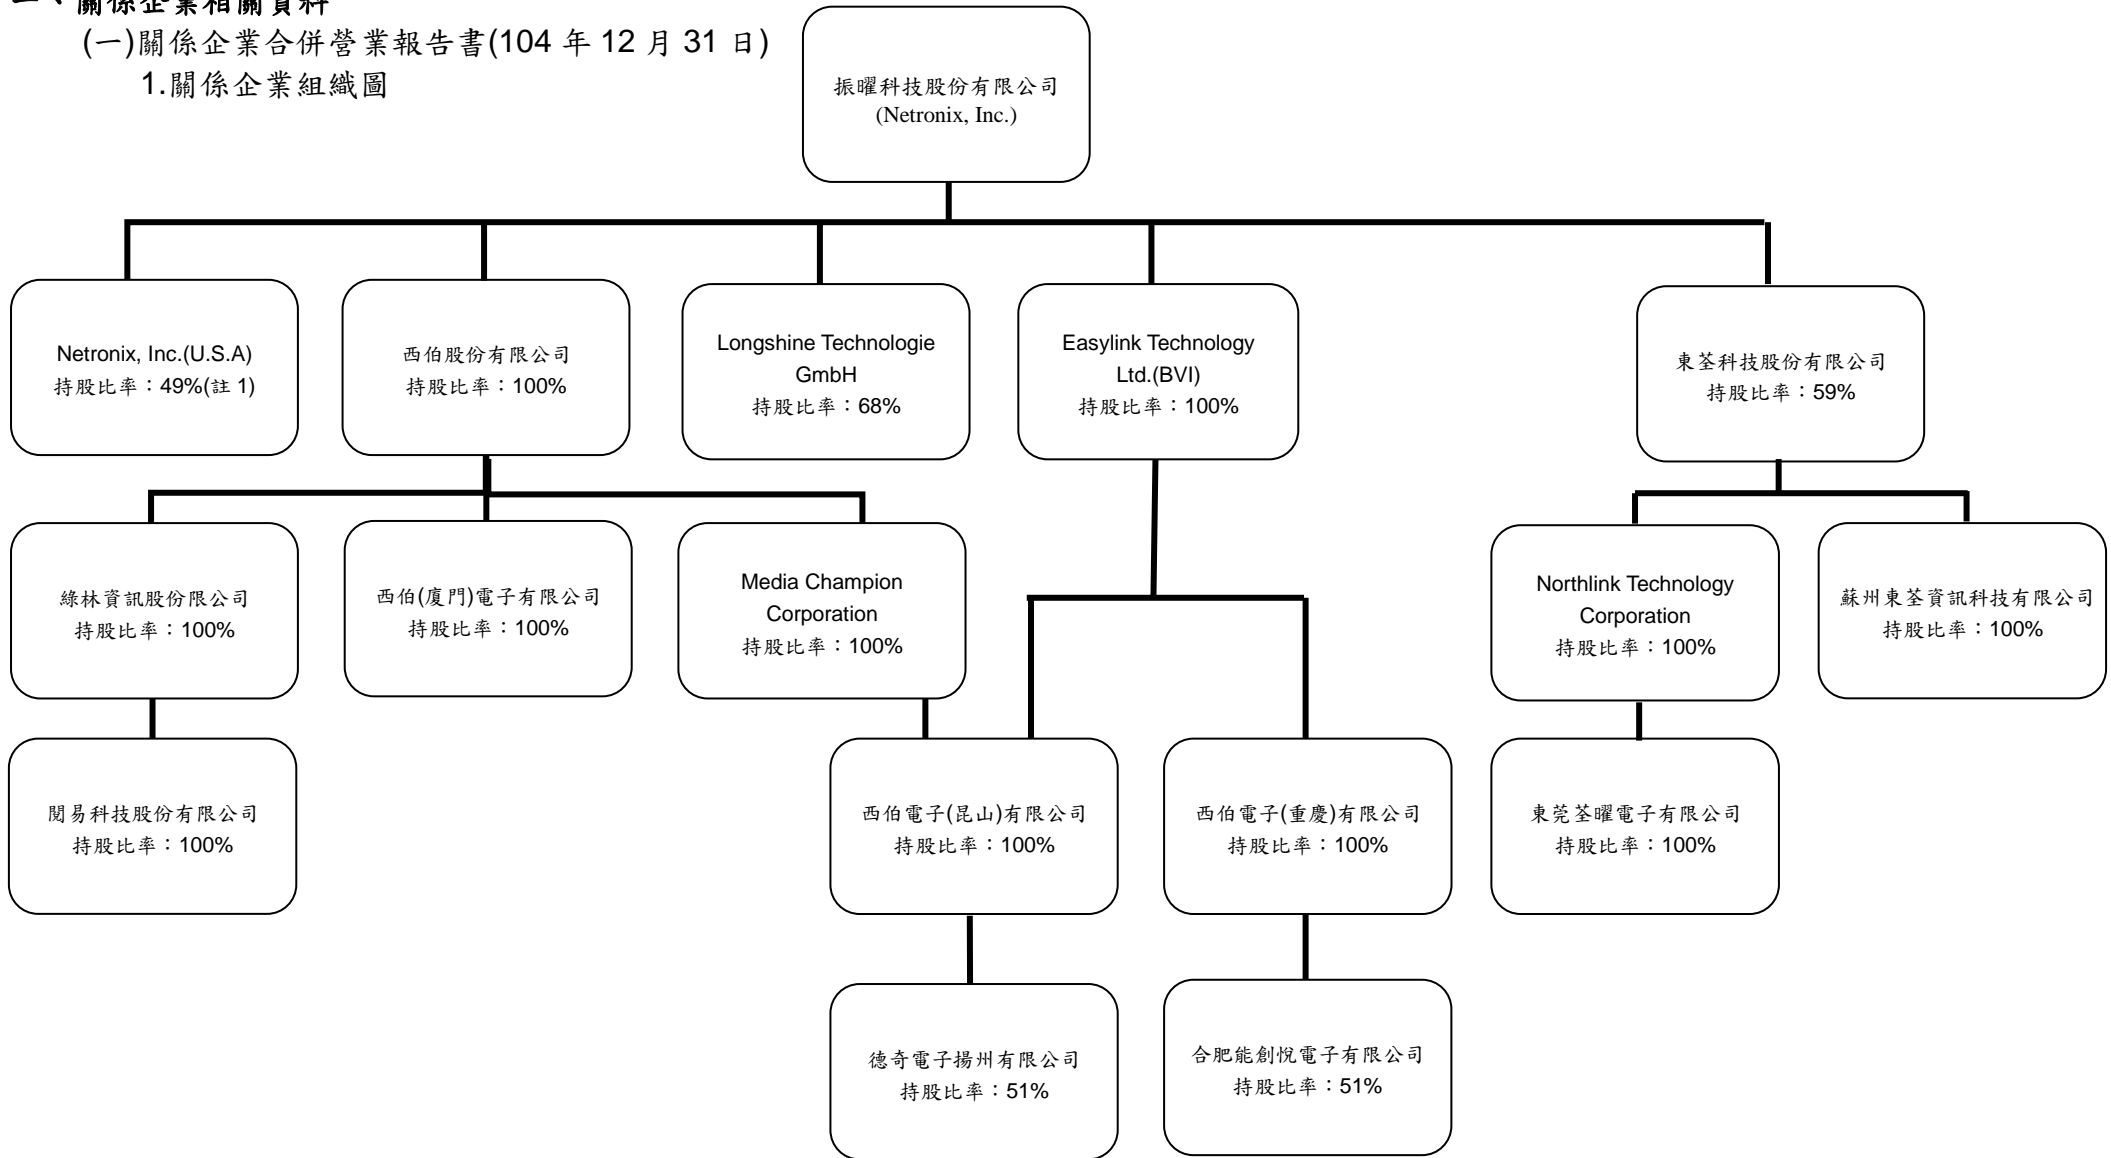 一、關係企業相關資料
(一)關係企業合併營業報告書(104 年 12 月 31 日)
1.關係企業組織圖
振曜科技股份有限公司
(Netronix, Inc.)
Netronix, Inc.(U.S.A)
持股比率：49%(註 1)
西伯股份有限公司
持股比率：100%
Longshine Technologie
GmbH
持股比率：68%
Easylink Technology
Ltd.(BVI)
持股比率：100%
東荃科技股份有限公司
持股比率：59%
綠林資訊股份限公司
持股比率：100%
西伯(廈門)電子有限公司
持股比率：100%
Media Champion
Corporation
持股比率：100%
Northlink Technology
Corporation
持股比率：100%
蘇州東荃資訊科技有限公司
持股比率：100%
閱易科技股份有限公司
持股比率：100%
西伯電子(昆山)有限公司
持股比率：100%
西伯電子(重慶)有限公司
持股比率：100%
東莞荃曜電子有限公司
持股比率：100%
德奇電子揚州有限公司
持股比率：51%
合肥能創悅電子有限公司
持股比率：51%